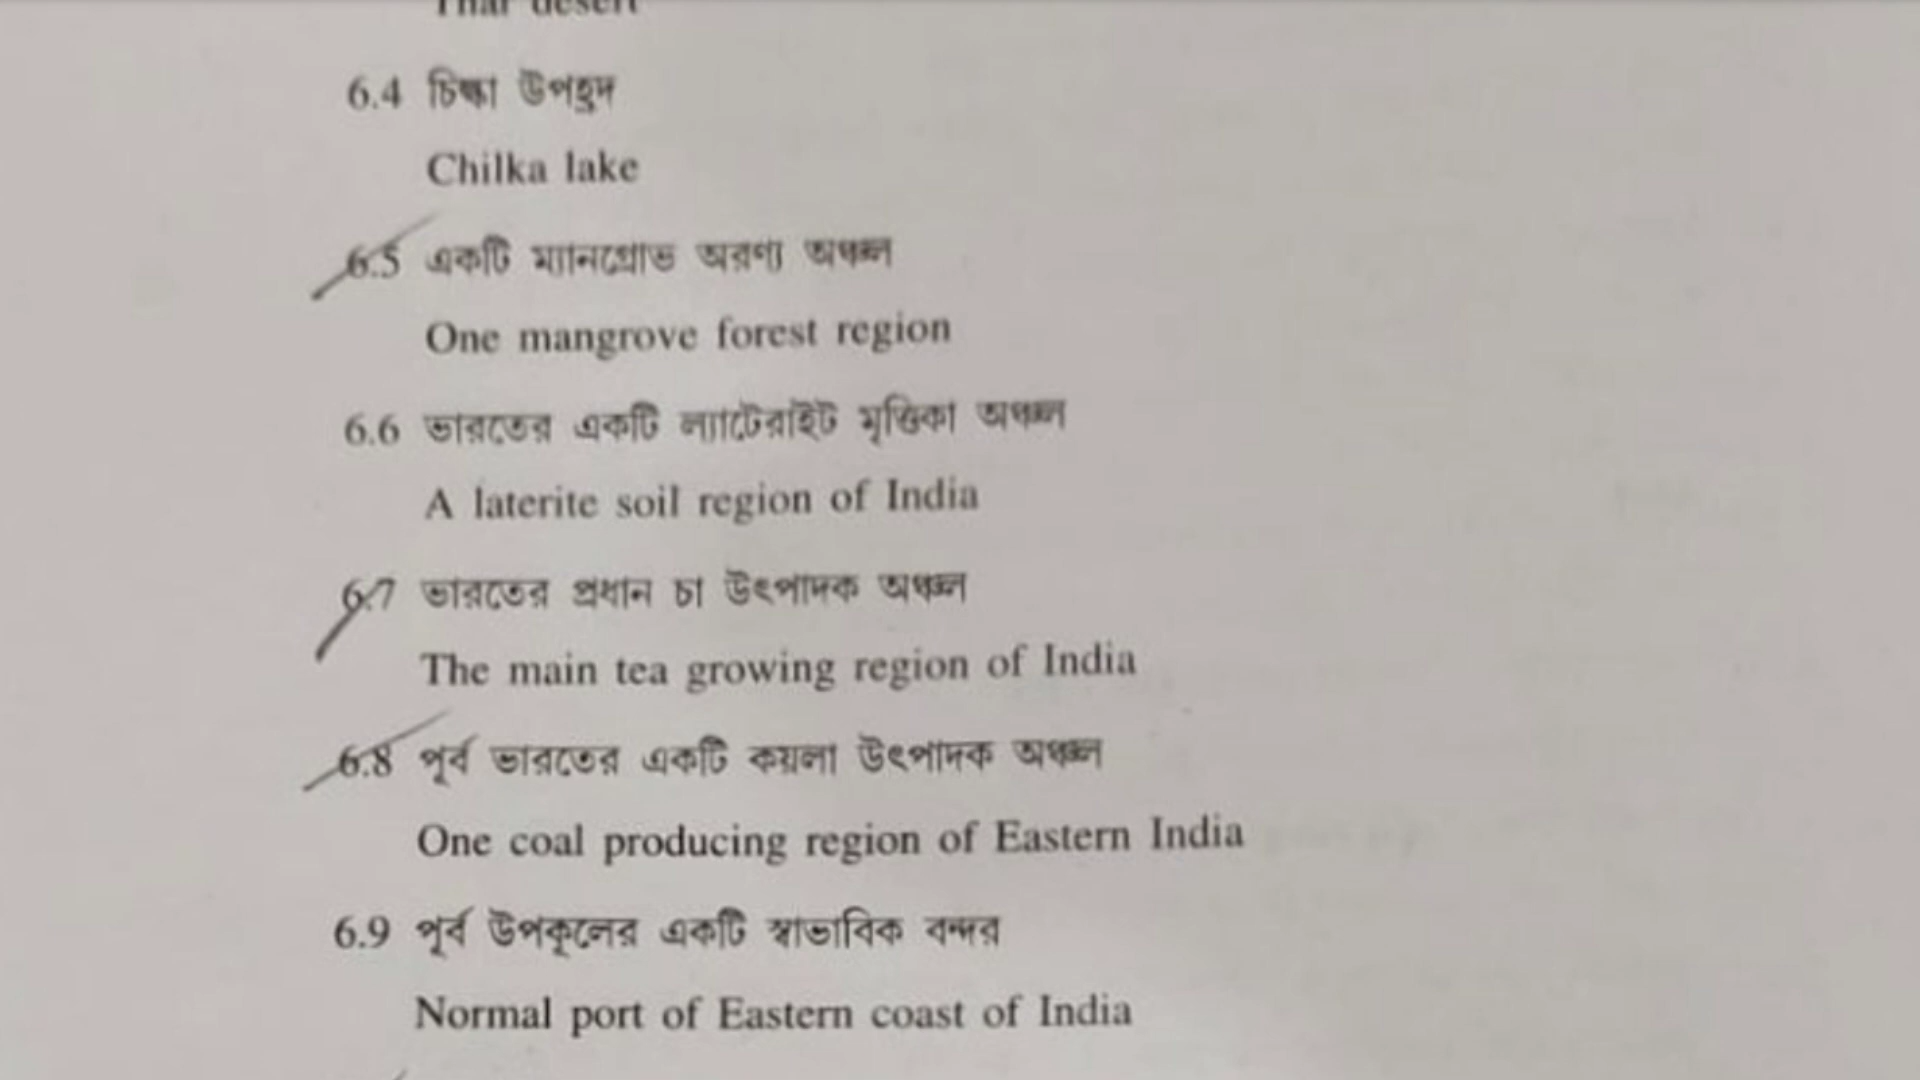 Thar desert
6.4 চিল্কা উপহ্রদ
Chilka lake
6.5 একটি ম্যানগ্রোভ অরণ্য অঞ্চল
One mangrove forest region
6.6 ভারতের একটি ল্যাটেরাইট মৃত্তিকা অঞ্চল
A laterite soil region of India
6.7 ভারতের প্রধান চা উৎপাদক অঞ্চল
The main tea growing region of India
6.8 পূর্ব ভারতের একটি কয়লা উৎপাদক অঞ্চল
One coal producing region of Eastern India
6.9 পূর্ব উপকূলের একটি স্বাভাবিক বন্দর
Normal port of Eastern coast of India